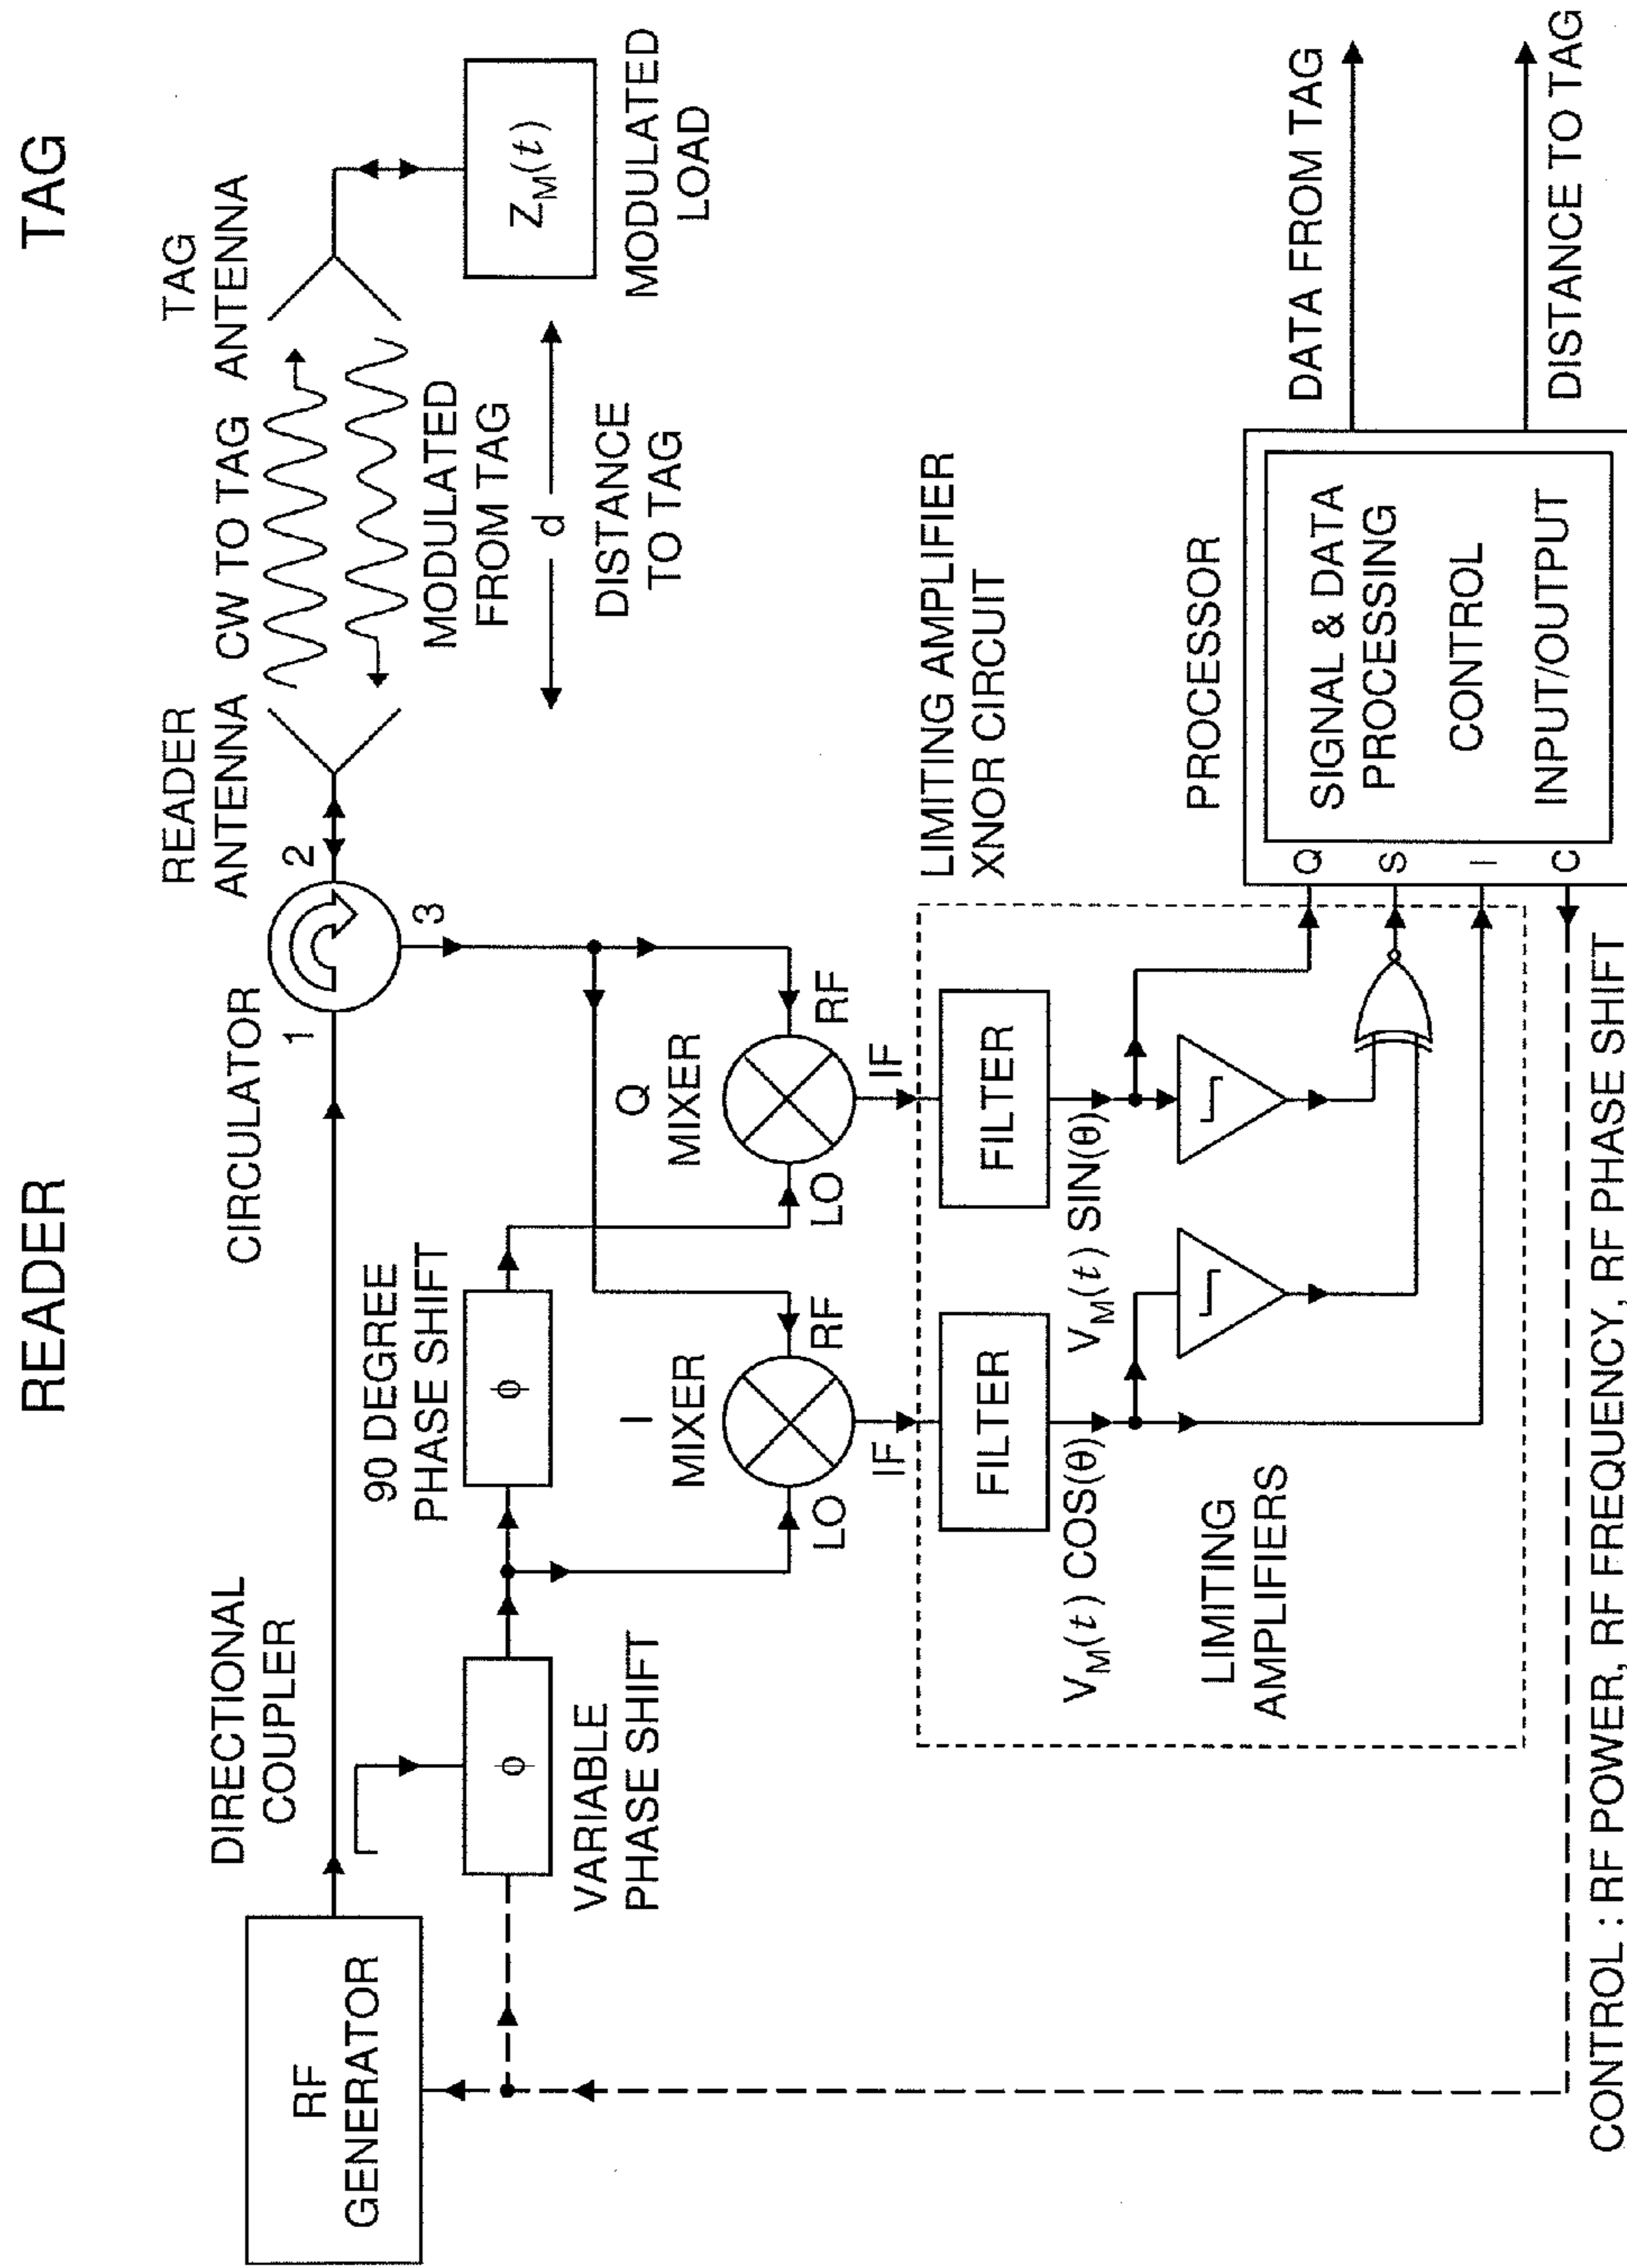 READER
TAG
DIRECTIONAL
COUPLER
CIRCULATOR
READER
ANTENNA
CW TO TAG
TAG
ANTENNA
1
2
3
RF
GENERATOR
90 DEGREE
PHASE SHIFT
ϕ
ϕ
VARIABLE
PHASE SHIFT
MODULATED
FROM TAG
d
DISTANCE
TO TAG
Z_M(t)
MODULATED
LOAD
I
MIXER
Q
MIXER
LO
RF
LO
RF
IF
IF
LIMITING AMPLIFIER
XNOR CIRCUIT
FILTER
FILTER
V_M(t) COS(θ)
V_M(t) SIN(θ)
LIMITING
AMPLIFIERS
PROCESSOR
Q
S
I
C
SIGNAL & DATA
PROCESSING
CONTROL
INPUT/OUTPUT
DATA FROM TAG
DISTANCE TO TAG
CONTROL : RF POWER, RF FREQUENCY, RF PHASE SHIFT